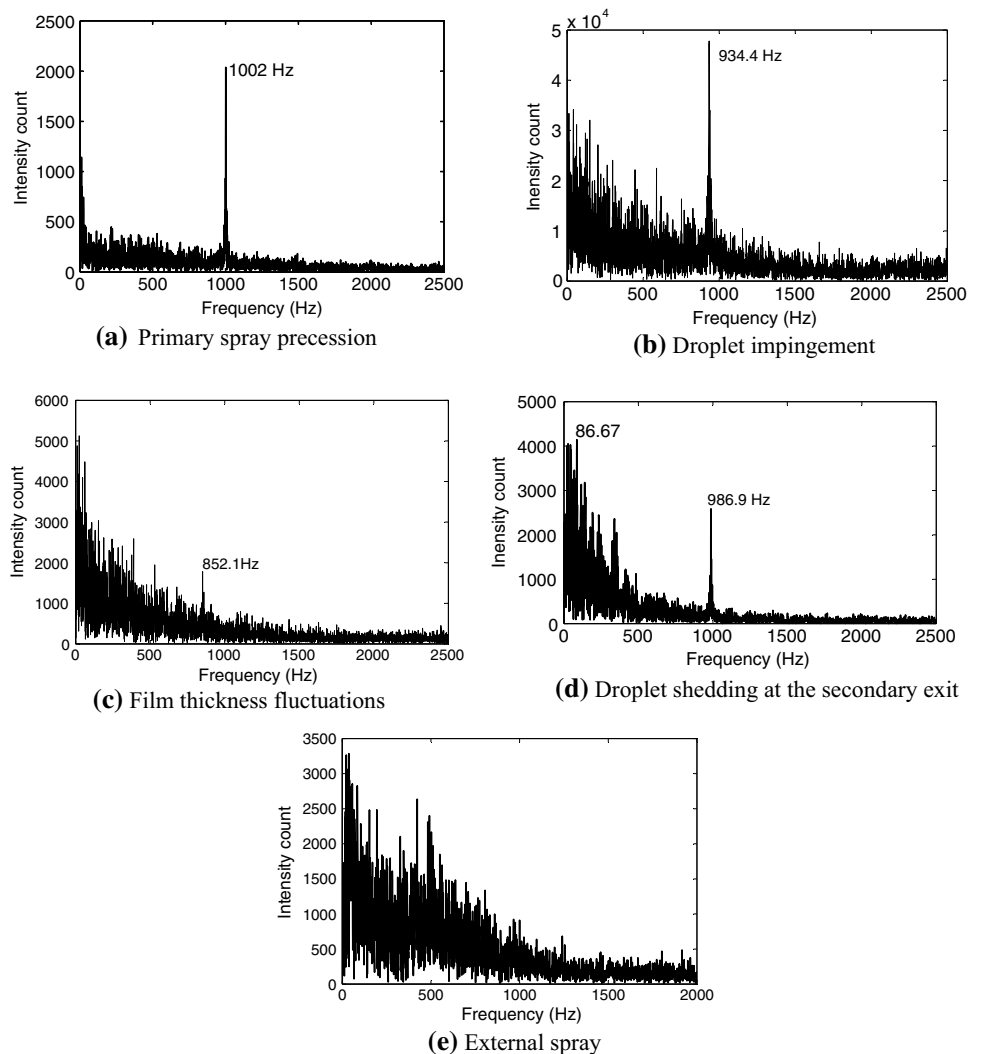 2500
2000
1500
1000
500
0
Intensity count
1002 Hz
0 500 1000 1500 2000 2500
Frequency (Hz)
(a) Primary spray precession
5 x 10^4
4
3
2
1
0
Inensity count
934.4 Hz
0 500 1000 1500 2000 2500
Frequency (Hz)
(b) Droplet impingement
6000
5000
4000
3000
2000
1000
0
Intensity count
852.1Hz
0 500 1000 1500 2000 2500
Frequency (Hz)
(c) Film thickness fluctuations
5000
4000
3000
2000
1000
0
Inensity count
86.67
986.9 Hz
0 500 1000 1500 2000 2500
Frequency (Hz)
(d) Droplet shedding at the secondary exit
3500
3000
2500
2000
1500
1000
500
0
Intensity count
0 500 1000 1500 2000
Frequency (Hz)
(e) External spray